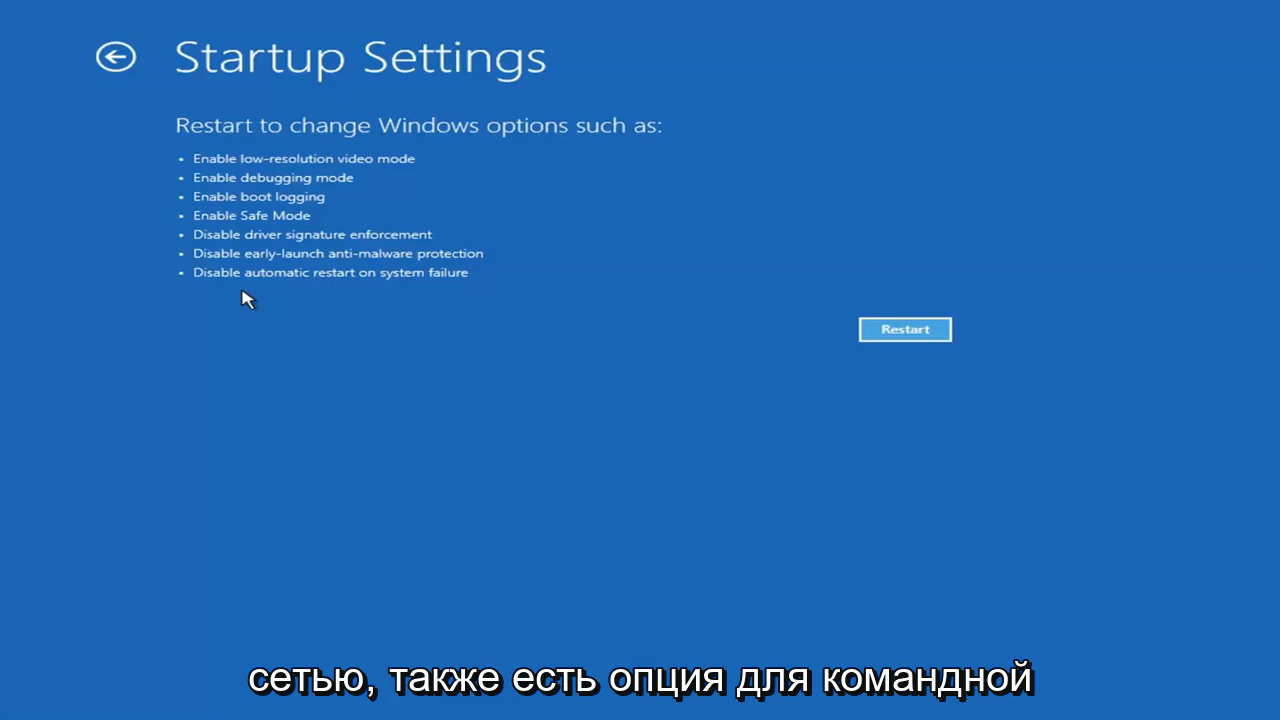 Startup Settings
Restart to change Windows options such as:
• Enable low-resolution video mode
• Enable debugging mode
• Enable boot logging
• Enable Safe Mode
• Disable driver signature enforcement
• Disable early-launch anti-malware protection
• Disable automatic restart on system failure
Restart
сетью, также есть опция для командной